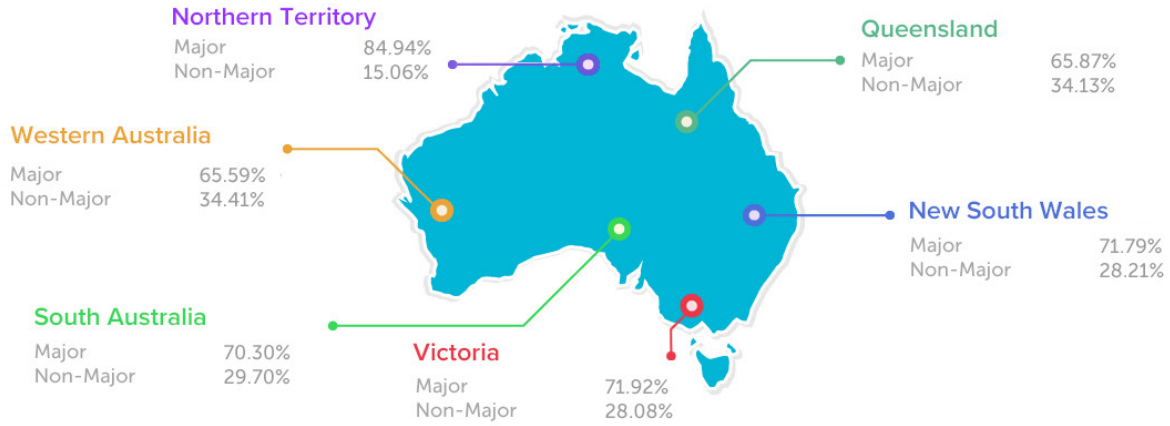 Northern Territory
Major 84.94%
Non-Major 15.06%
Queensland
Major 65.87%
Non-Major 34.13%
Western Australia
Major 65.59%
Non-Major 34.41%
New South Wales
Major 71.79%
Non-Major 28.21%
South Australia
Major 70.30%
Non-Major 29.70%
Victoria
Major 71.92%
Non-Major 28.08%